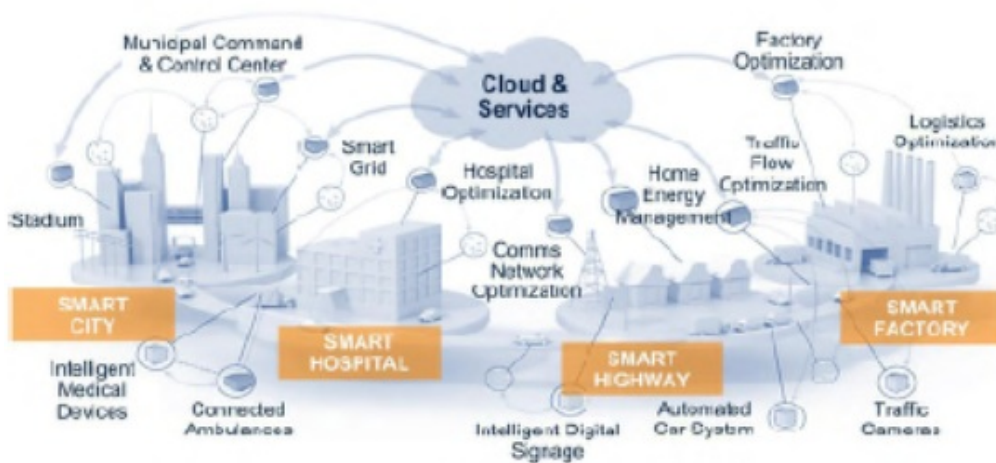 Municipal Command
& Control Center
Cloud &
Services
Factory
Optimization
Logistics
Optimization
Smart
Grid
Hospital
Optimization
Home
Energy
Management
Traffic
Flow
Optimization
Stadium
Comms
Network
Optimization
SMART
CITY
SMART
HOSPITAL
SMART
HIGHWAY
SMART
FACTORY
Intelligent
Medical
Devices
Connected
Ambulances
Intelligent Digital
Signage
Automated
Car System
Traffic
Cameras